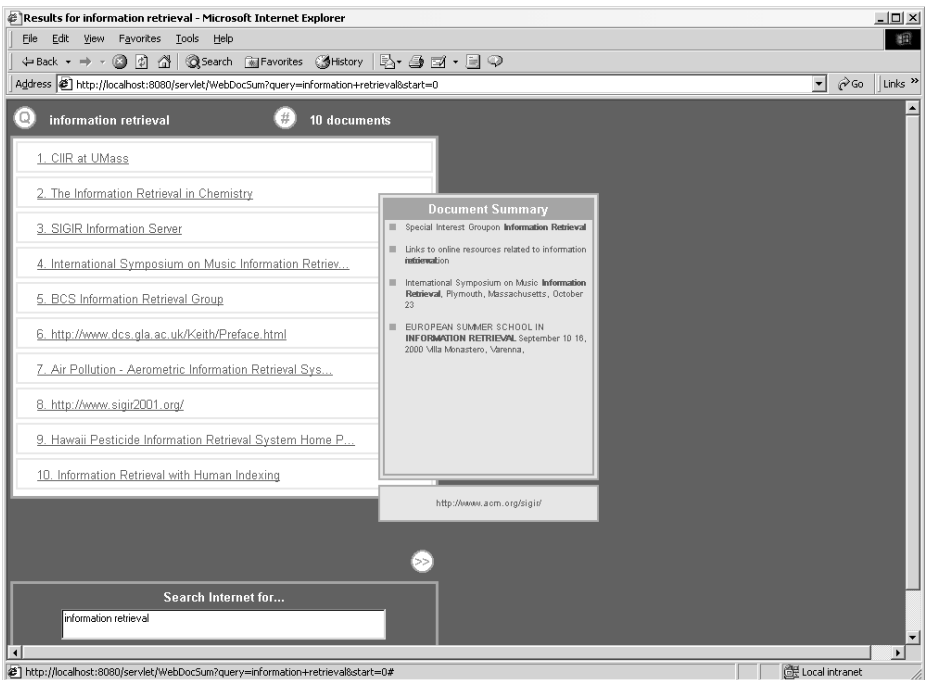 Results for information retrieval - Microsoft Internet Explorer
File Edit View Favorites Tools Help
Back Search Favorites History
Address http://localhost:8080/servlet/WebDocSum?query=information+retrieval&start=0 Go Links »
Q information retrieval # 10 documents
1. CIIR at UMass
2. The Information Retrieval in Chemistry
3. SIGIR Information Server
4. International Symposium on Music Information Retriev...
5. BCS Information Retrieval Group
6. http://www.dcs.gla.ac.uk/Keith/Preface.html
7. Air Pollution - Aerometric Information Retrieval Sys...
8. http://www.sigir2001.org/
9. Hawaii Pesticide Information Retrieval System Home P...
10. Information Retrieval with Human Indexing
Document Summary
Special Interest Groupon Information Retrieval
Links to online resources related to information
International Symposium on Music Information
Retrieval, Plymouth, Massachusetts, October
23
EUROPEAN SUMMER SCHOOL IN
INFORMATION RETRIEVAL September 10 16,
2000 Villa Monastero, Varenna,
http://www.acm.org/sigir/
>>
Search Internet for...
information retrieval
http://localhost:8080/servlet/WebDocSum?query=information+retrieval&start=0# Local intranet